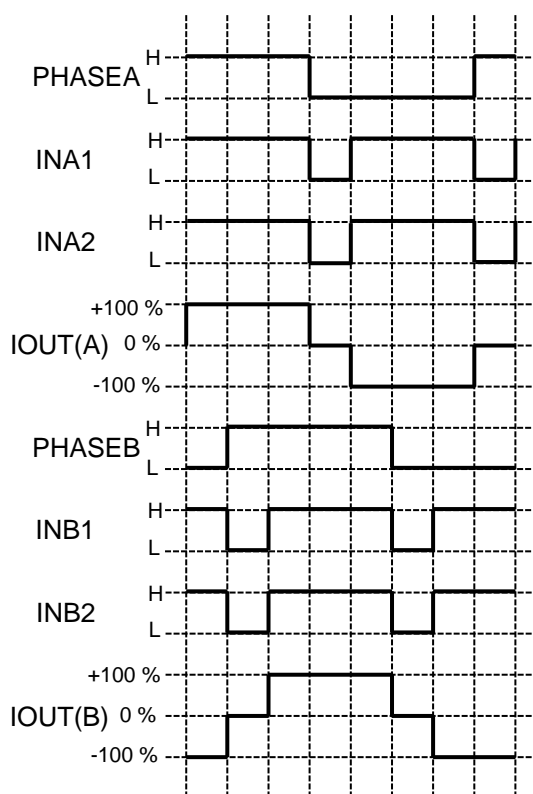 H
PHASEA
L
H
INA1
L
H
INA2
L
+100 %
IOUT(A) 0 %
-100 %
H
PHASEB
L
H
INB1
L
H
INB2
L
+100 %
IOUT(B) 0 %
-100 %